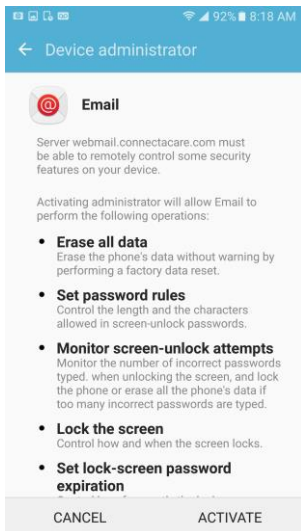 92% 8:18 AM
Device administrator
@ Email
Server webmail.connectacare.com must
be able to remotely control some security
features on your device.
Activating administrator will allow Email to
perform the following operations:
• Erase all data
Erase the phone's data without warning by
performing a factory data reset.
• Set password rules
Control the length and the characters
allowed in screen-unlock passwords.
• Monitor screen-unlock attempts
Monitor the number of incorrect passwords
typed. when unlocking the screen, and lock
the phone or erase all the phone's data if
too many incorrect passwords are typed.
• Lock the screen
Control how and when the screen locks.
• Set lock-screen password
expiration
CANCEL ACTIVATE